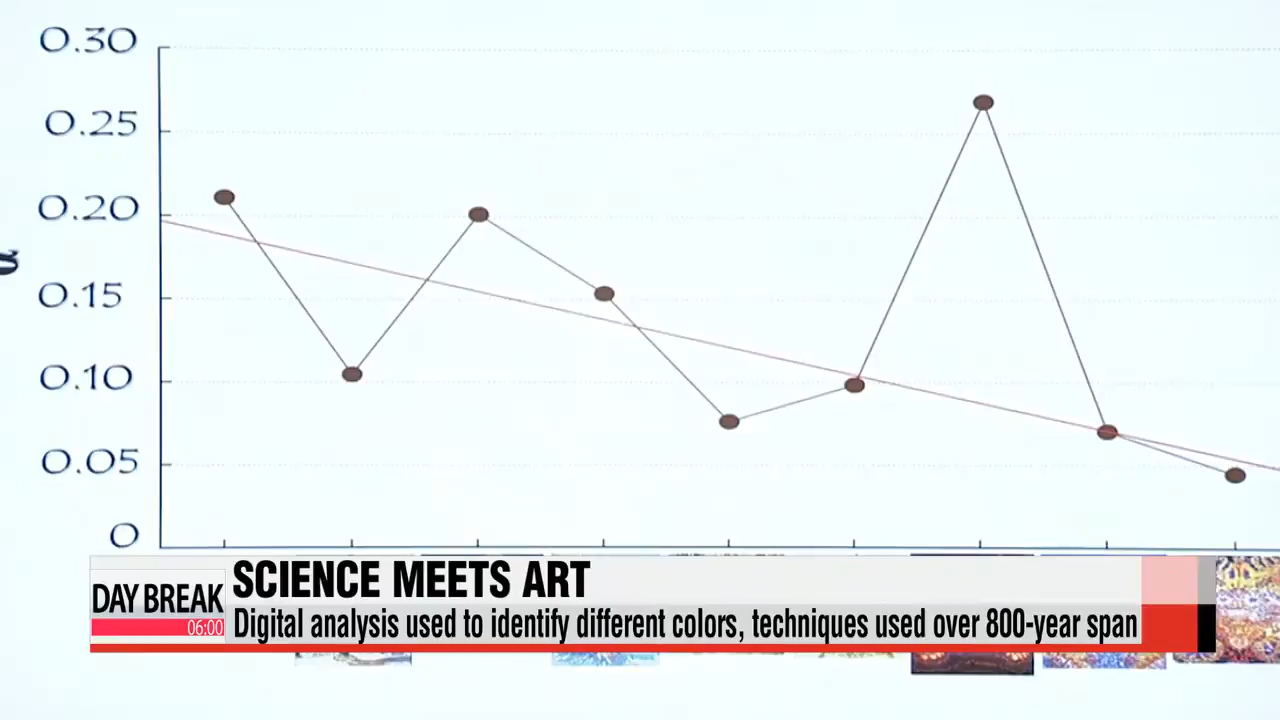 0.30
0.25
0.20
α
0.15
0.10
0.05
0
SCIENCE MEETS ART
DAY BREAK
06:00
Digital analysis used to identify different colors, techniques used over 800-year span